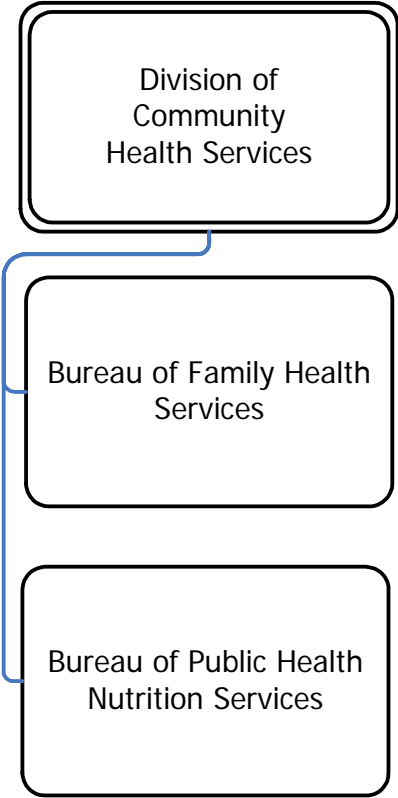 Division of
Community
Health Services
Bureau of Family Health
Services
Bureau of Public Health
Nutrition Services